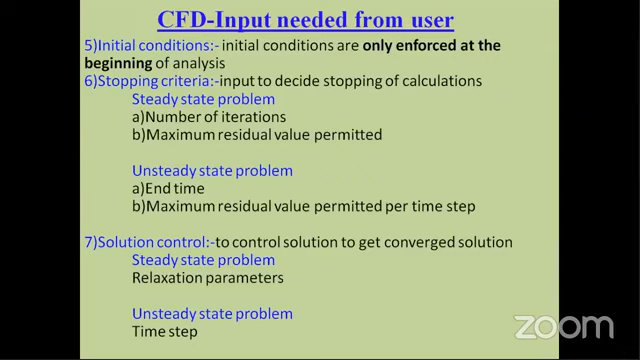 CFD-Input needed from user
5)Initial conditions:- initial conditions are only enforced at the
beginning of analysis
6)Stopping criteria:-input to decide stopping of calculations
Steady state problem
a)Number of iterations
b)Maximum residual value permitted
Unsteady state problem
a)End time
b)Maximum residual value permitted per time step
7)Solution control:-to control solution to get converged solution
Steady state problem
Relaxation parameters
Unsteady state problem
Time step
zoom